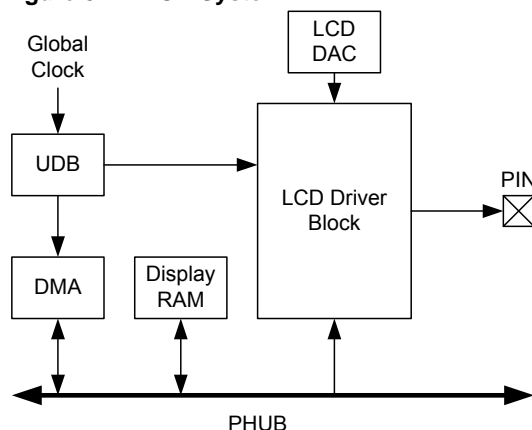 Global
Clock
LCD
DAC
UDB
LCD Driver
Block
PIN
DMA
Display
RAM
PHUB